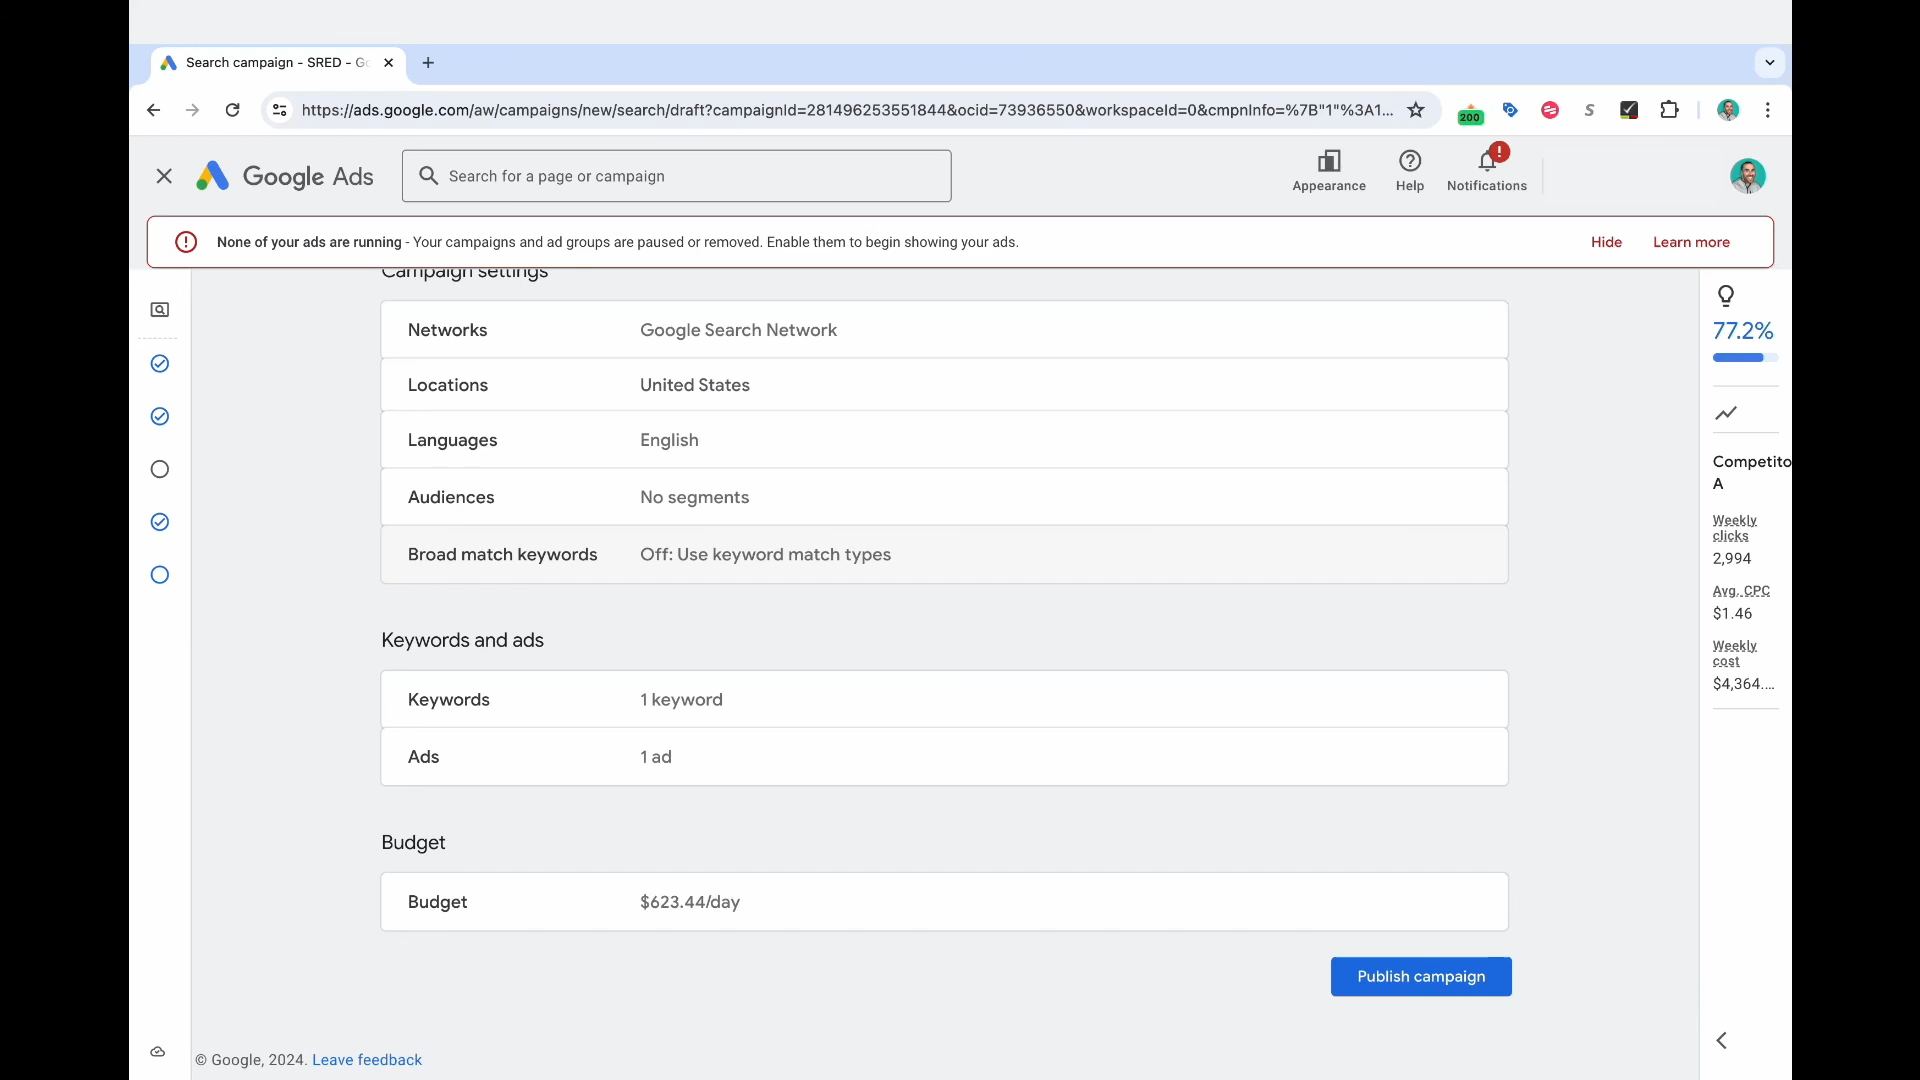 Search campaign - SRED - Go
https://ads.google.com/aw/campaigns/new/search/draft?campaignId=281496253551844&ocid=73936550&workspaceId=0&cmpnInfo=%7B"1"%3A1...
200
S
Google Ads
Search for a page or campaign
Appearance
Help
Notifications
None of your ads are running - Your campaigns and ad groups are paused or removed. Enable them to begin showing your ads.
Hide
Learn more
Campaign settings
Networks Google Search Network
Locations United States
Languages English
Audiences No segments
Broad match keywords Off: Use keyword match types
Keywords and ads
Keywords 1 keyword
Ads 1 ad
Budget
Budget $623.44/day
Publish campaign
77.2%
Competito
A
Weekly
clicks
2,994
Avg. CPC
$1.46
Weekly
cost
$4,364....
© Google, 2024. Leave feedback